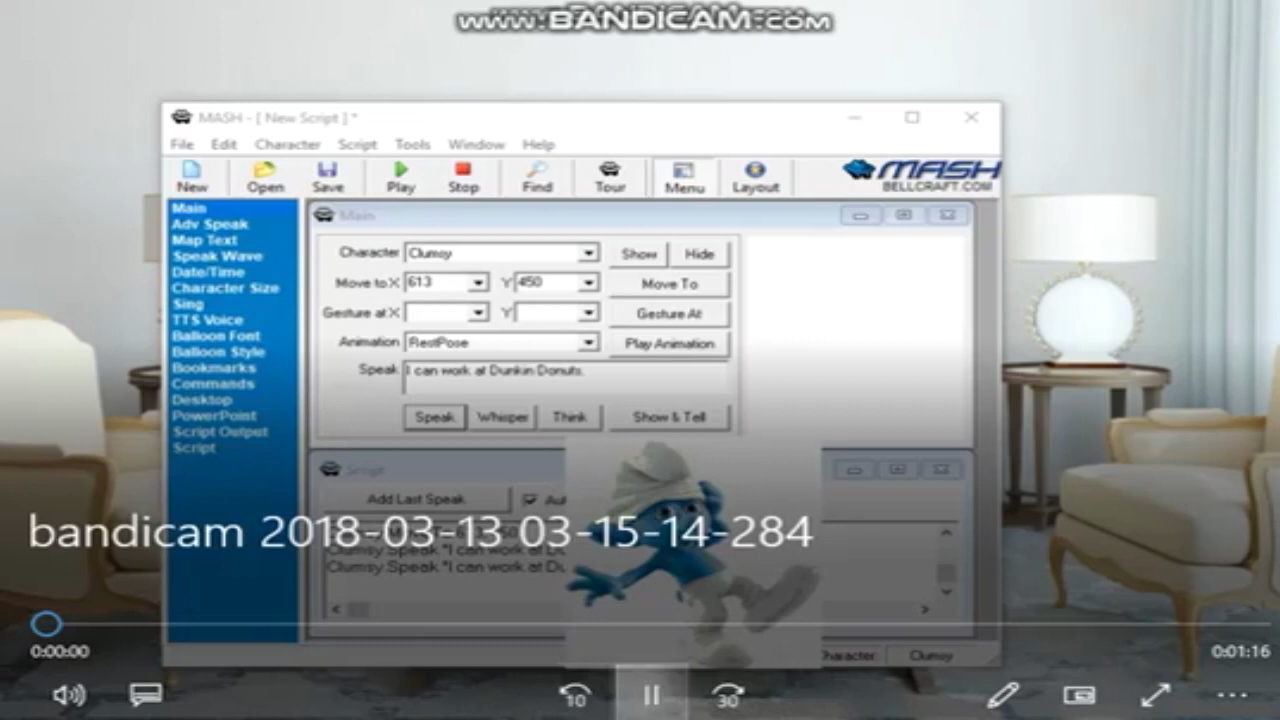 www.BANDICAM.com
MASH - [ New Script ] *
File Edit Character Script Tools Window Help
New Open Save Play Stop Find Tour Menu Layout
MASH
BELLCRAFT.COM
Main
Adv Speak
Map Text
Speak Wave
Date/Time
Character Size
Sing
TTS Voice
Balloon Font
Balloon Style
Bookmarks
Commands
Desktop
PowerPoint
Script Output
Script
Main
Character Clumsy Show Hide
Move to X 613 Y 450 Move To
Gesture at X Y Gesture At
Animation RestPose Play Animation
Speak I can work at Dunkin Donuts.
Speak Whisper Think Show & Tell
Script
Add Last Speak
bandicam 2018-03-13 03-15-14-284
Clumsy.Speak "I can work at
Clumsy.Speak "I can work at
0:00:00 0:01:16
Character: Clumsy
10 30